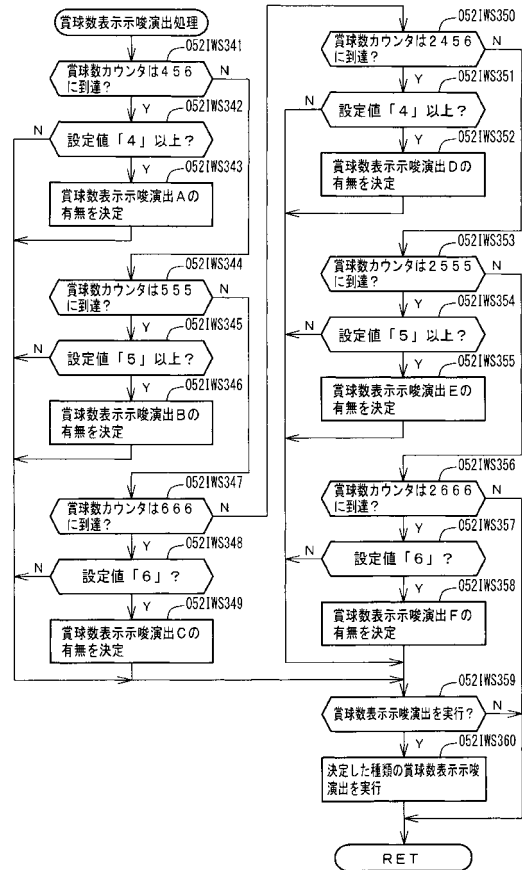 賞球数表示示唆演出処理
052IWS341
賞球数カウンタは456
に到達?
N
Y
052IWS342
設定値「4」以上?
N
Y
052IWS343
賞球数表示示唆演出Aの
有無を決定
052IWS344
賞球数カウンタは555
に到達?
N
Y
052IWS345
設定値「5」以上?
N
Y
052IWS346
賞球数表示示唆演出Bの
有無を決定
052IWS347
賞球数カウンタは666
に到達?
N
Y
052IWS348
設定値「6」?
N
Y
052IWS349
賞球数表示示唆演出Cの
有無を決定
052IWS350
賞球数カウンタは2456
に到達?
N
Y
052IWS351
設定値「4」以上?
N
Y
052IWS352
賞球数表示示唆演出Dの
有無を決定
052IWS353
賞球数カウンタは2555
に到達?
N
Y
052IWS354
設定値「5」以上?
N
Y
052IWS355
賞球数表示示唆演出Eの
有無を決定
052IWS356
賞球数カウンタは2666
に到達?
N
Y
052IWS357
設定値「6」?
N
Y
052IWS358
賞球数表示示唆演出Fの
有無を決定
052IWS359
賞球数表示示唆演出を実行?
N
Y
052IWS360
決定した種類の賞球数表示示唆
演出を実行
RET